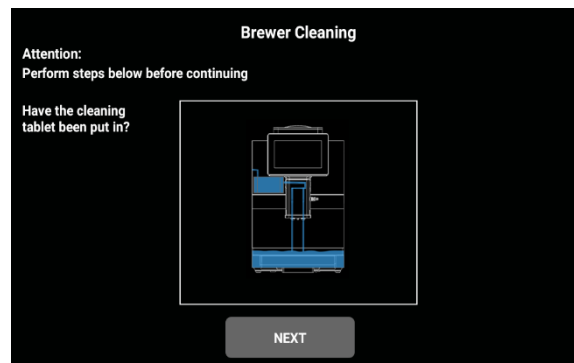 Brewer Cleaning
Attention:
Perform steps below before continuing
Have the cleaning
tablet been put in?
NEXT